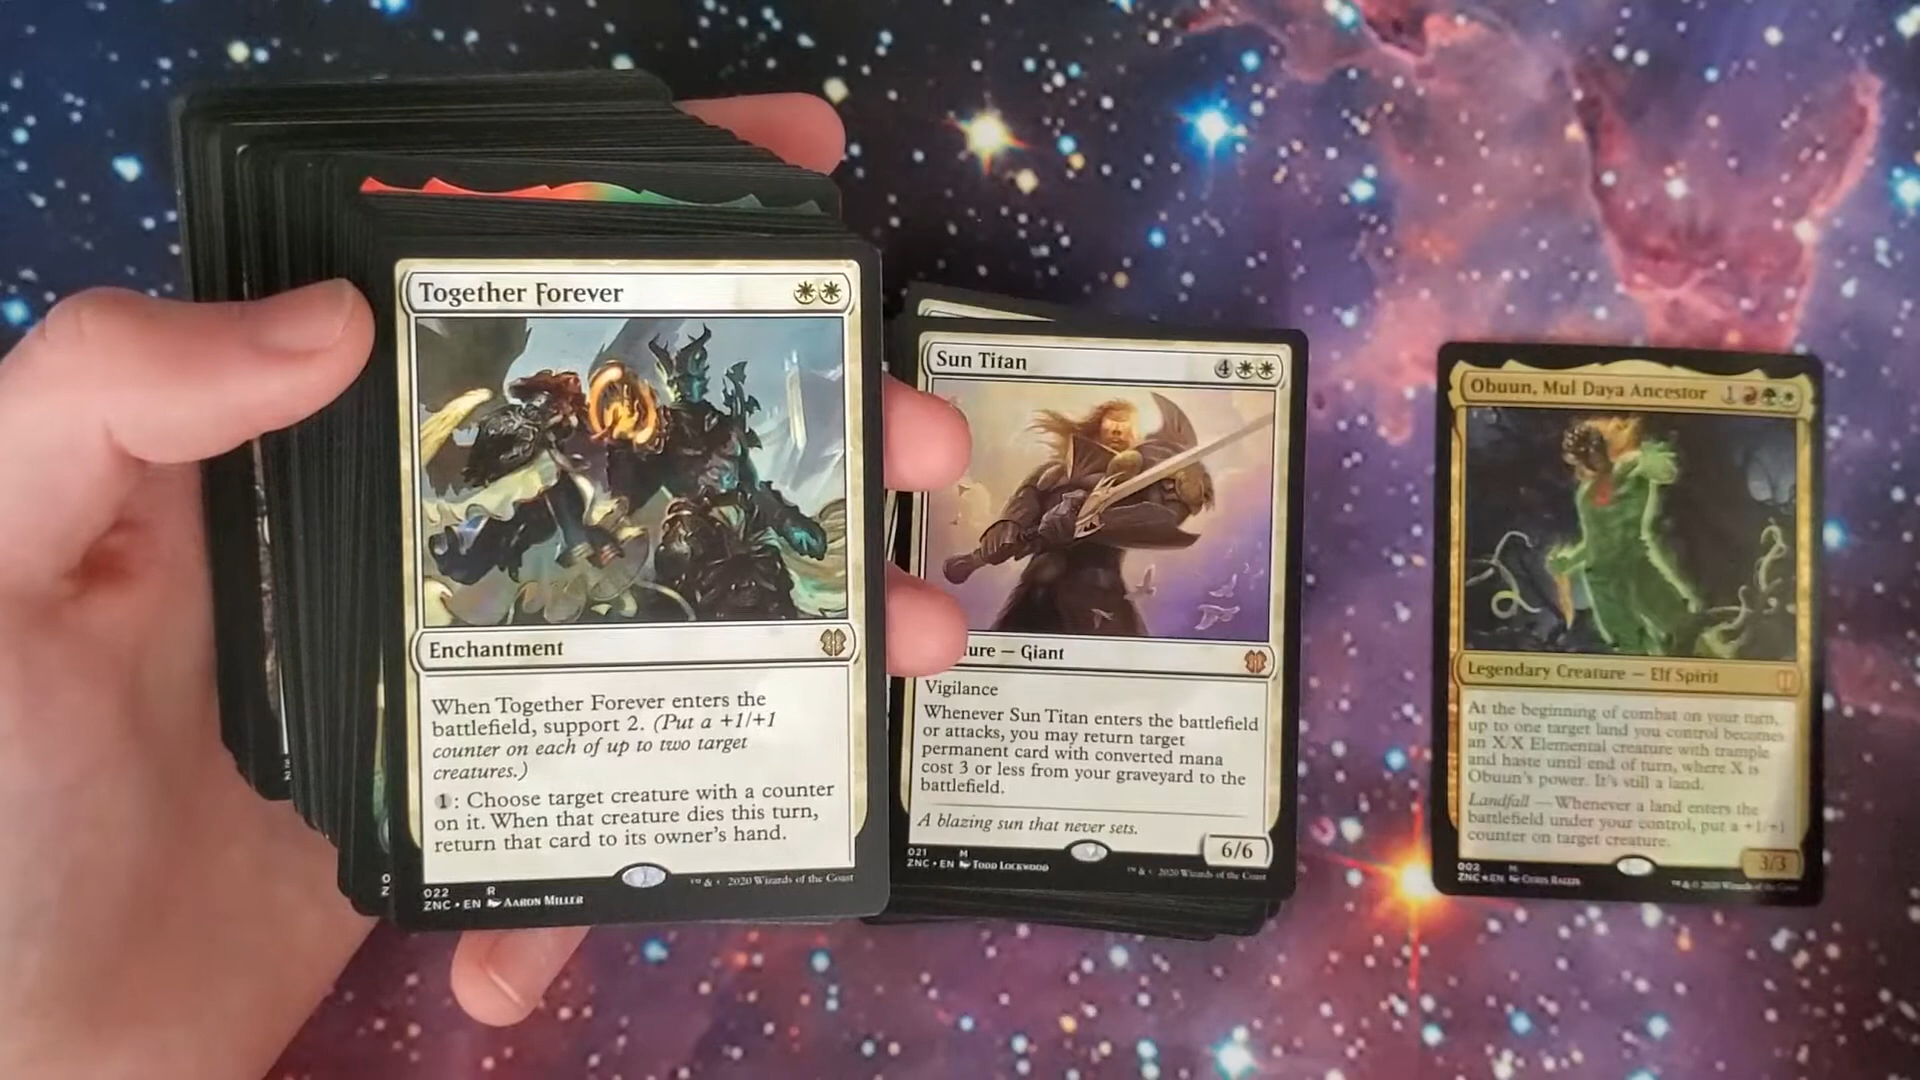 Together Forever
Enchantment
When Together Forever enters the
battlefield, support 2. (Put a +1/+1
counter on each of up to two target
creatures.)
1: Choose target creature with a counter
on it. When that creature dies this turn,
return that card to its owner's hand.
022 R
ZNC • EN AARON MILLER
™ & © 2020 Wizards of the Coast
Sun Titan 4
ure — Giant
Vigilance
Whenever Sun Titan enters the battlefield
or attacks, you may return target
permanent card with converted mana
cost 3 or less from your graveyard to the
battlefield.
A blazing sun that never sets.
6/6
021 M
ZNC • EN TODD LOCKWOOD
™ & © 2020 Wizards of the Coast
Obuun, Mul Daya Ancestor 1
Legendary Creature — Elf Spirit
At the beginning of combat on your turn,
up to one target land you control becomes
an X/X Elemental creature with trample
and haste until end of turn, where X is
Obuun's power. It's still a land.
Landfall — Whenever a land enters the
battlefield under your control, put a +1/+1
counter on target creature.
3/3
002 M
ZNC ★ EN CHRIS RALLIS
™ & © 2020 Wizards of the Coast